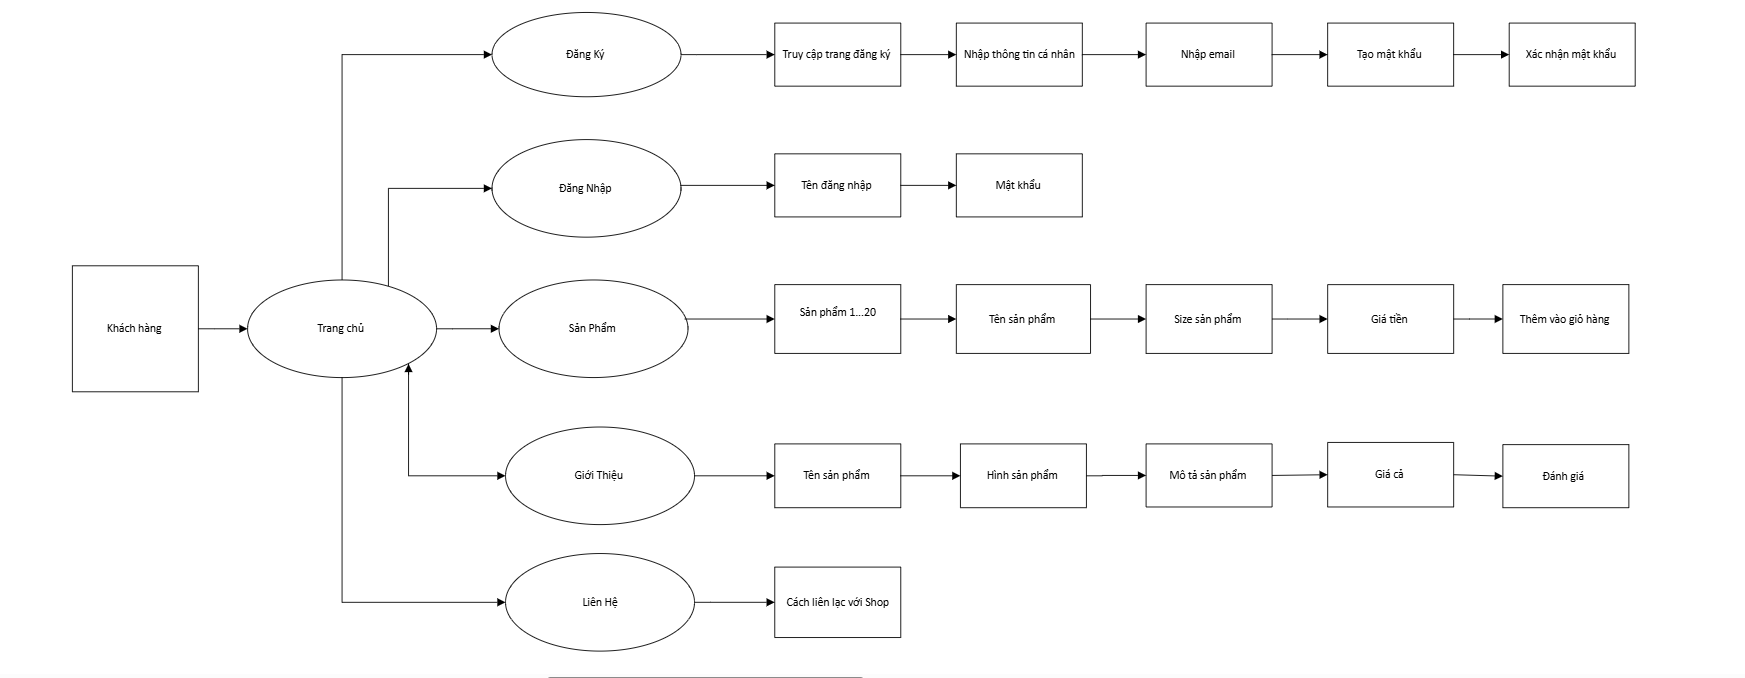 Đăng Ký
Truy cập trang đăng ký
Nhập thông tin cá nhân
Nhập email
Tạo mật khẩu
Xác nhận mật khẩu
Đăng Nhập
Tên đăng nhập
Mật khẩu
Khách hàng
Trang chủ
Sản Phẩm
Sản phẩm 1...20
Tên sản phẩm
Size sản phẩm
Giá tiền
Thêm vào giỏ hàng
Giới Thiệu
Tên sản phẩm
Hình sản phẩm
Mô tả sản phẩm
Giá cả
Đánh giá
Liên Hệ
Cách liên lạc với Shop